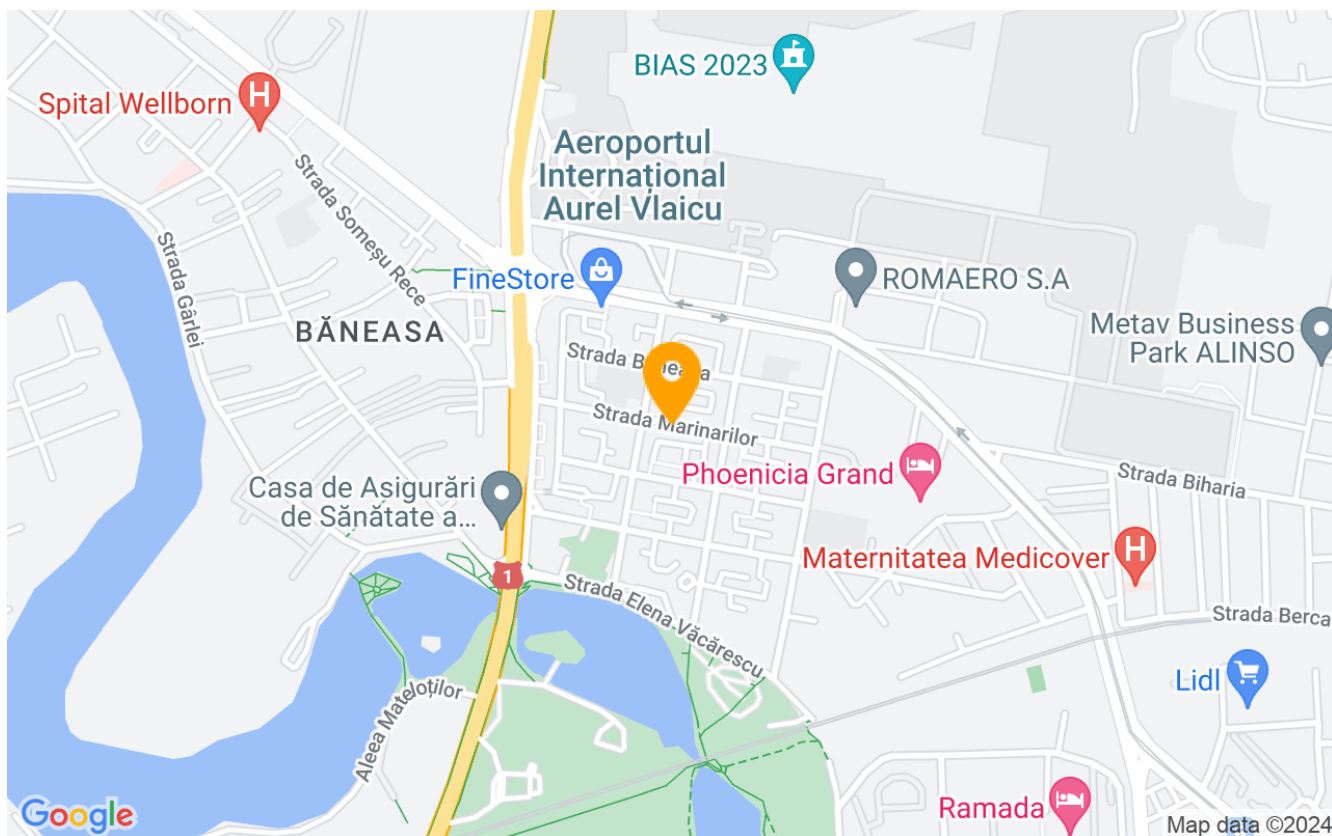 BIAS 2023
Spital Wellborn
Aeroportul
Internațional
Aurel Vlaicu
Strada Someșu Rece
Strada Gârlei
FineStore
ROMAERO S.A
BĂNEASA
Metav Business
Park ALINSO
Strada
Strada Marinarilor
Phoenicia Grand
Strada Biharia
Casa de Asigurări
de Sănătate a...
Maternitatea Medicover
1
Strada Elena Văcărescu
Strada Berca
Lidl
Aleea Mateloților
Ramada
Google
Map data ©2024